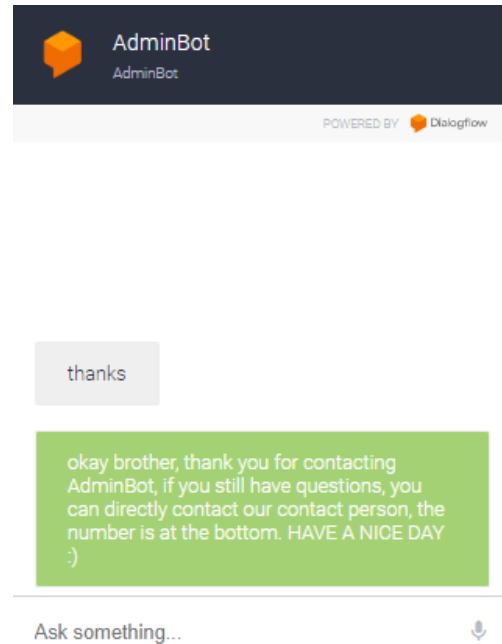 AdminBot
AdminBot
POWERED BY Dialogflow
thanks
okay brother, thank you for contacting
AdminBot, if you still have questions, you
can directly contact our contact person, the
number is at the bottom. HAVE A NICE DAY
:)
Ask something...